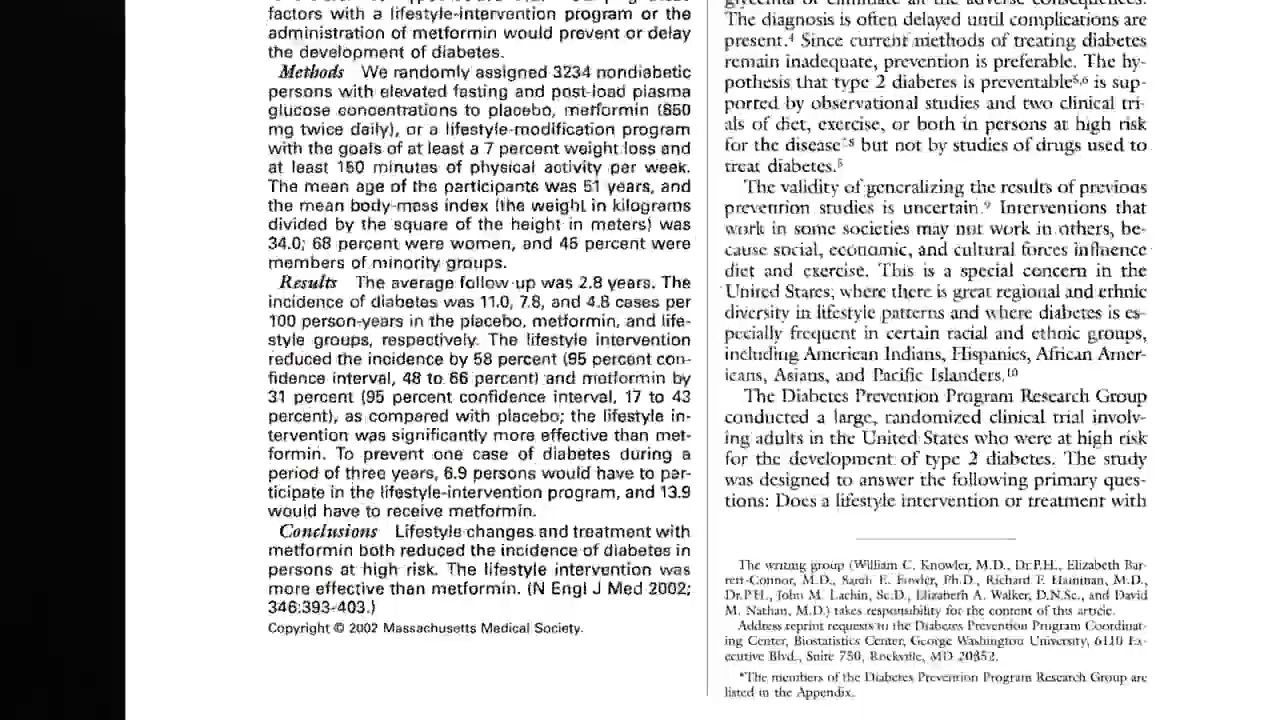 factors with a lifestyle-intervention program or the
administration of metformin would prevent or delay
the development of diabetes.
Methods We randomly assigned 3234 nondiabetic
persons with elevated fasting and post-load plasma
glucose concentrations to placebo, metformin (850
mg twice daily), or a lifestyle-modification program
with the goals of at least a 7 percent weight loss and
at least 150 minutes of physical activity per week.
The mean age of the participants was 51 years, and
the mean body-mass index (the weight in kilograms
divided by the square of the height in meters) was
34.0; 68 percent were women, and 45 percent were
members of minority groups.
Results The average follow-up was 2.8 years. The
incidence of diabetes was 11.0, 7.8, and 4.8 cases per
100 person-years in the placebo, metformin, and life-
style groups, respectively. The lifestyle intervention
reduced the incidence by 58 percent (95 percent con-
fidence interval, 48 to 66 percent) and metformin by
31 percent (95 percent confidence interval, 17 to 43
percent), as compared with placebo; the lifestyle in-
tervention was significantly more effective than met-
formin. To prevent one case of diabetes during a
period of three years, 6.9 persons would have to par-
ticipate in the lifestyle-intervention program, and 13.9
would have to receive metformin.
Conclusions Lifestyle changes and treatment with
metformin both reduced the incidence of diabetes in
persons at high risk. The lifestyle intervention was
more effective than metformin. (N Engl J Med 2002;
346:393-403.)
Copyright © 2002 Massachusetts Medical Society.
glycemia or eliminate all the adverse consequences.
The diagnosis is often delayed until complications are
present.⁴ Since current methods of treating diabetes
remain inadequate, prevention is preferable. The hy-
pothesis that type 2 diabetes is preventable⁵,⁶ is sup-
ported by observational studies and two clinical tri-
als of diet, exercise, or both in persons at high risk
for the disease but not by studies of drugs used to
treat diabetes.⁵
The validity of generalizing the results of previous
prevention studies is uncertain.⁹ Interventions that
work in some societies may not work in others, be-
cause social, economic, and cultural forces influence
diet and exercise. This is a special concern in the
United States, where there is great regional and ethnic
diversity in lifestyle patterns and where diabetes is es-
pecially frequent in certain racial and ethnic groups,
including American Indians, Hispanics, African Amer-
icans, Asians, and Pacific Islanders.¹⁰
The Diabetes Prevention Program Research Group
conducted a large, randomized clinical trial involv-
ing adults in the United States who were at high risk
for the development of type 2 diabetes. The study
was designed to answer the following primary ques-
tions: Does a lifestyle intervention or treatment with
The writing group (William C. Knowler, M.D., Dr.P.H., Elizabeth Bar-
rett-Connor, M.D., Sarah E. Fowler, Ph.D., Richard F. Hamman, M.D.,
Dr.P.H., John M. Lachin, Sc.D., Elizabeth A. Walker, D.N.Sc., and David
M. Nathan, M.D.) takes responsibility for the content of this article.
Address reprint requests to the Diabetes Prevention Program Coordinat-
ing Center, Biostatistics Center, George Washington University, 6110 Ex-
ecutive Blvd., Suite 750, Rockville, MD 20852.
*The members of the Diabetes Prevention Program Research Group are
listed in the Appendix.